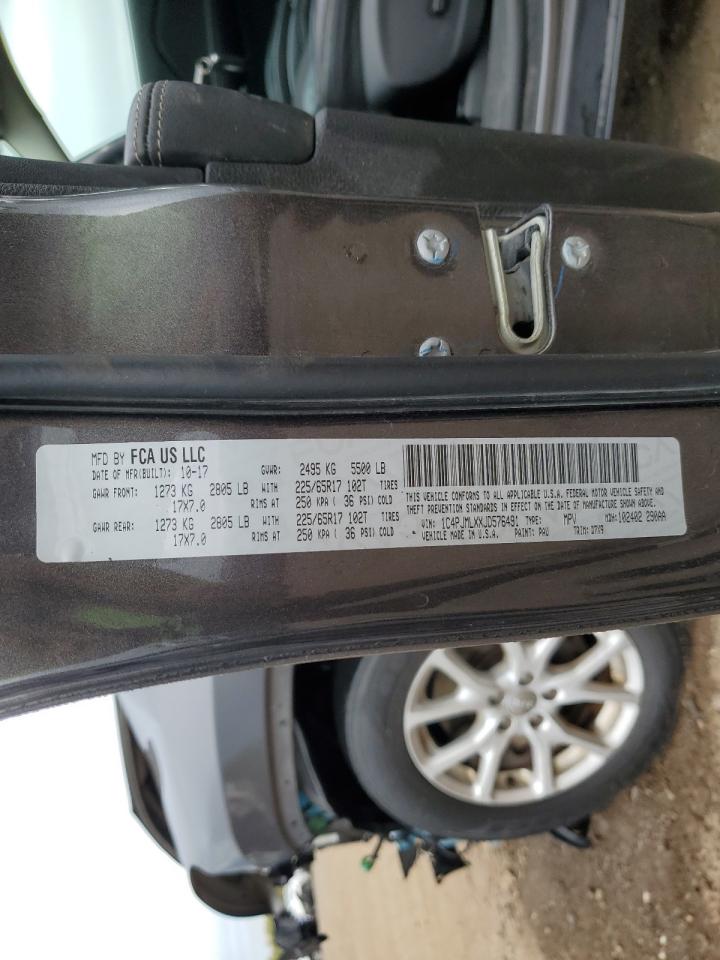 MFD BY FCA US LLC
DATE OF MFR(BUILT): 10-17 GVWR: 2495 KG 5500 LB
GAWR FRONT: 1273 KG 2805 LB WITH 225/65R17 102T TIRES
17X7.0 RIMS AT 250 KPA ( 36 PSI) COLD
GAWR REAR: 1273 KG 2805 LB WITH 225/65R17 102T TIRES
17X7.0 RIMS AT 250 KPA ( 36 PSI) COLD
THIS VEHICLE CONFORMS TO ALL APPLICABLE U.S.A. FEDERAL MOTOR VEHICLE SAFETY AND
THEFT PREVENTION STANDARDS IN EFFECT ON THE DATE OF MANUFACTURE SHOWN ABOVE.
VIN: 1C4PJMLXXJD576491 TYPE: MPV MDH: 102402 290AA
VEHICLE MADE IN U.S.A. PAINT: PAU TRIM: